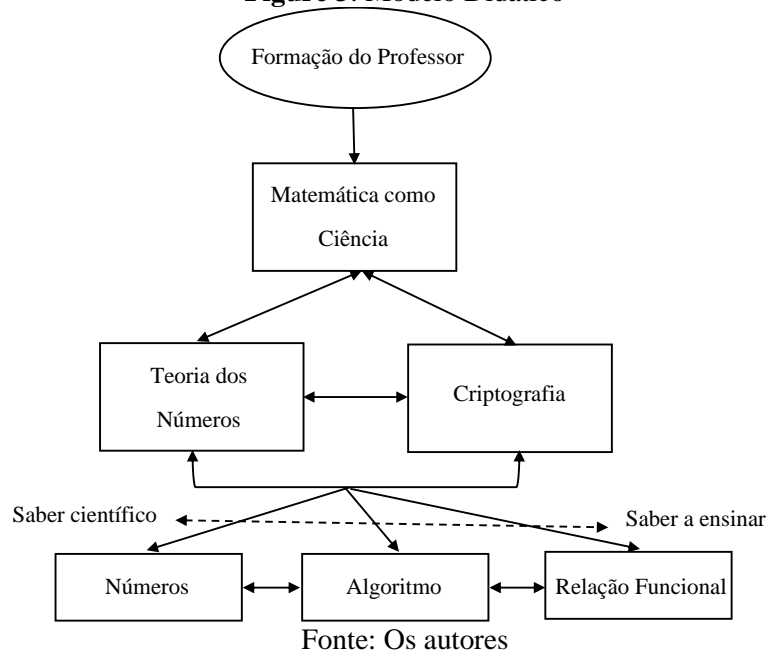 Figure 3: Modelo Didático
Formação do Professor
Matemática como
Ciência
Teoria dos
Números
Criptografia
Saber científico
Saber a ensinar
Números
Algoritmo
Relação Funcional
Fonte: Os autores